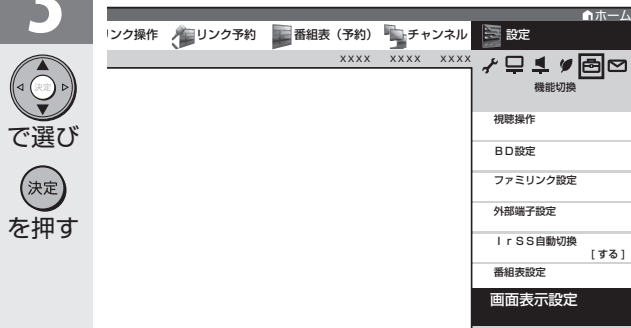 3
決定
で選び
決定
を押す
ホーム
リンク操作
リンク予約
番組表（予約）
チャンネル
設定
xxxx xxxx xxxx
機能切換
視聴操作
ＢＤ設定
ファミリンク設定
外部端子設定
ＩｒＳＳ自動切換
[する]
番組表設定
画面表示設定